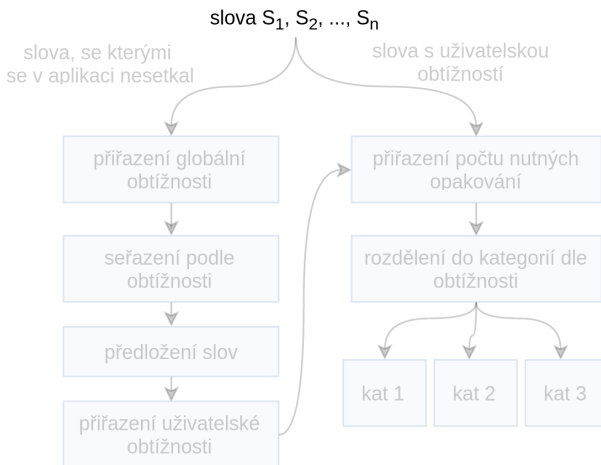 slova S1, S2, ..., Sn
slova, se kterými
se v aplikaci nesetkal
slova s uživatelskou
obtížností
přiřazení globální
obtížnosti
seřazení podle
obtížnosti
předložení slov
přiřazení uživatelské
obtížnosti
přiřazení počtu nutných
opakování
rozdělení do kategorií dle
obtížnosti
kat 1
kat 2
kat 3